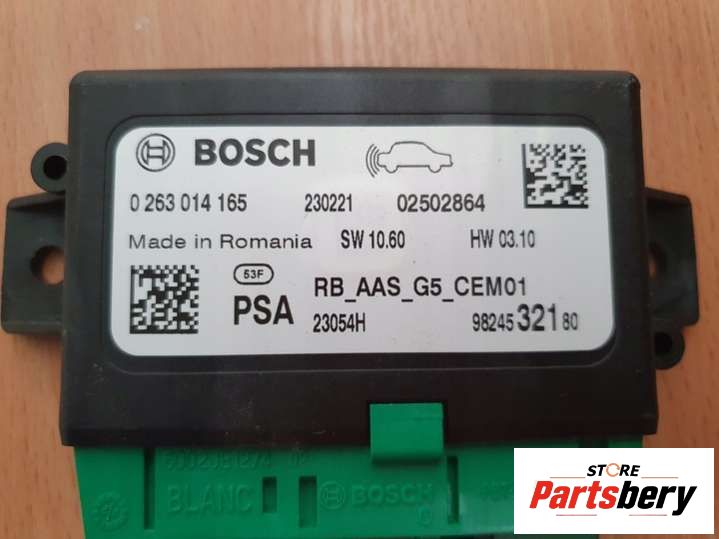 BOSCH
0 263 014 165 230221 02502864
Made in Romania SW 10.60 HW 03.10
53F
PSA RB_AAS_G5_CEM01
23054H 98245 321 80
BLANC BOSCH
STORE
Partsbery